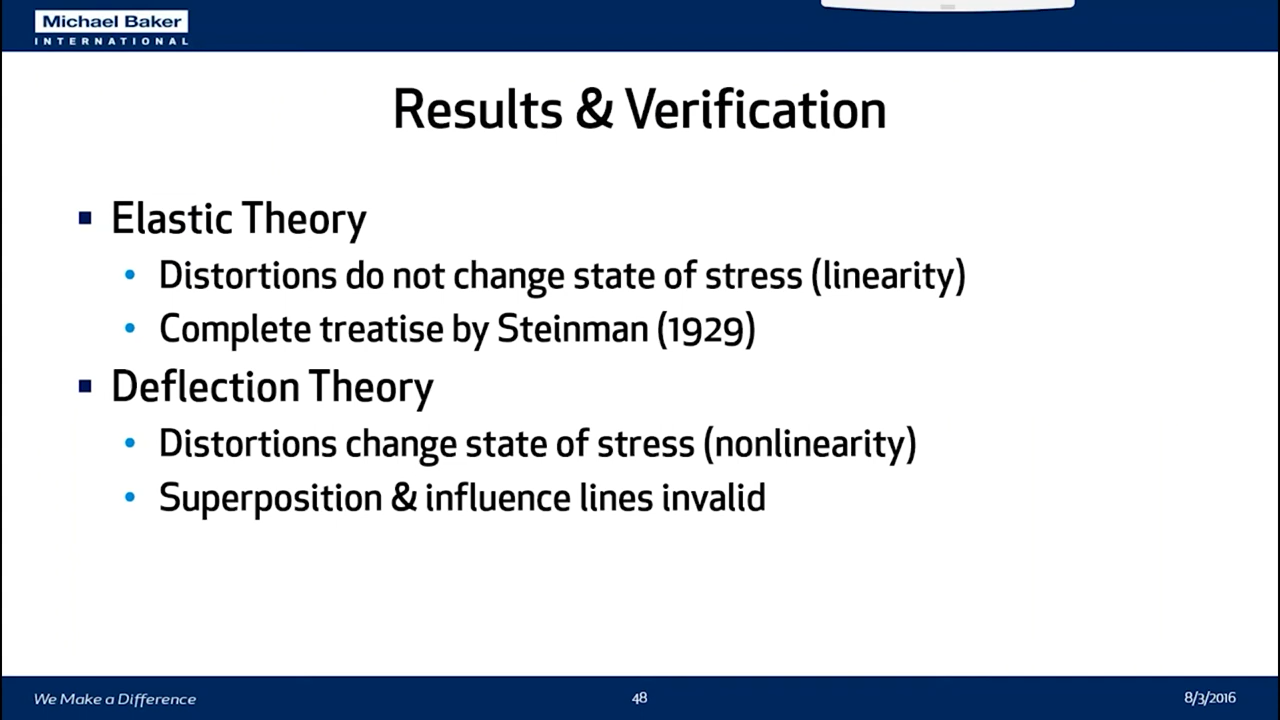 Michael Baker
INTERNATIONAL
Results & Verification
Elastic Theory
Distortions do not change state of stress (linearity)
Complete treatise by Steinman (1929)
Deflection Theory
Distortions change state of stress (nonlinearity)
Superposition & influence lines invalid
We Make a Difference
48
8/3/2016